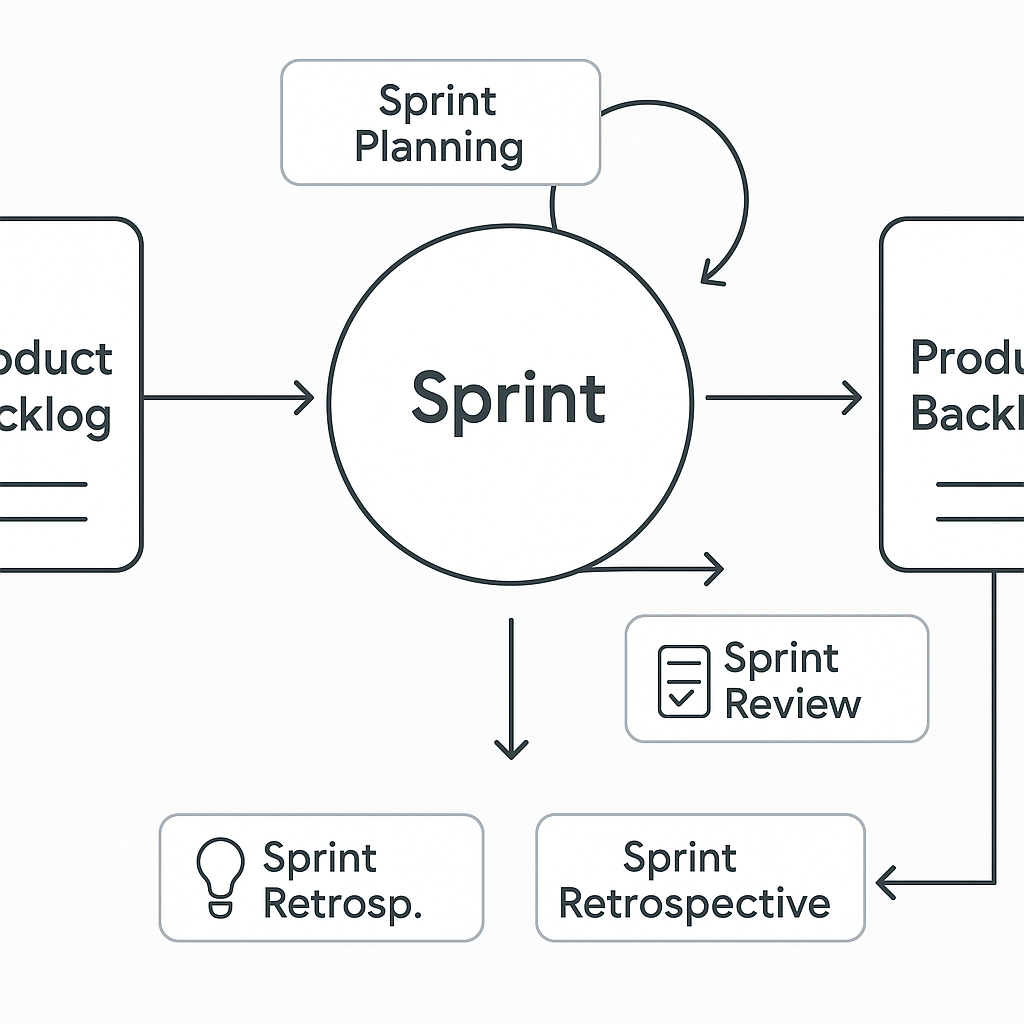 Sprint
Planning
oduct
cklog
Sprint
Produ
Backl
Sprint
Review
Sprint
Retrosp.
Sprint
Retrospective